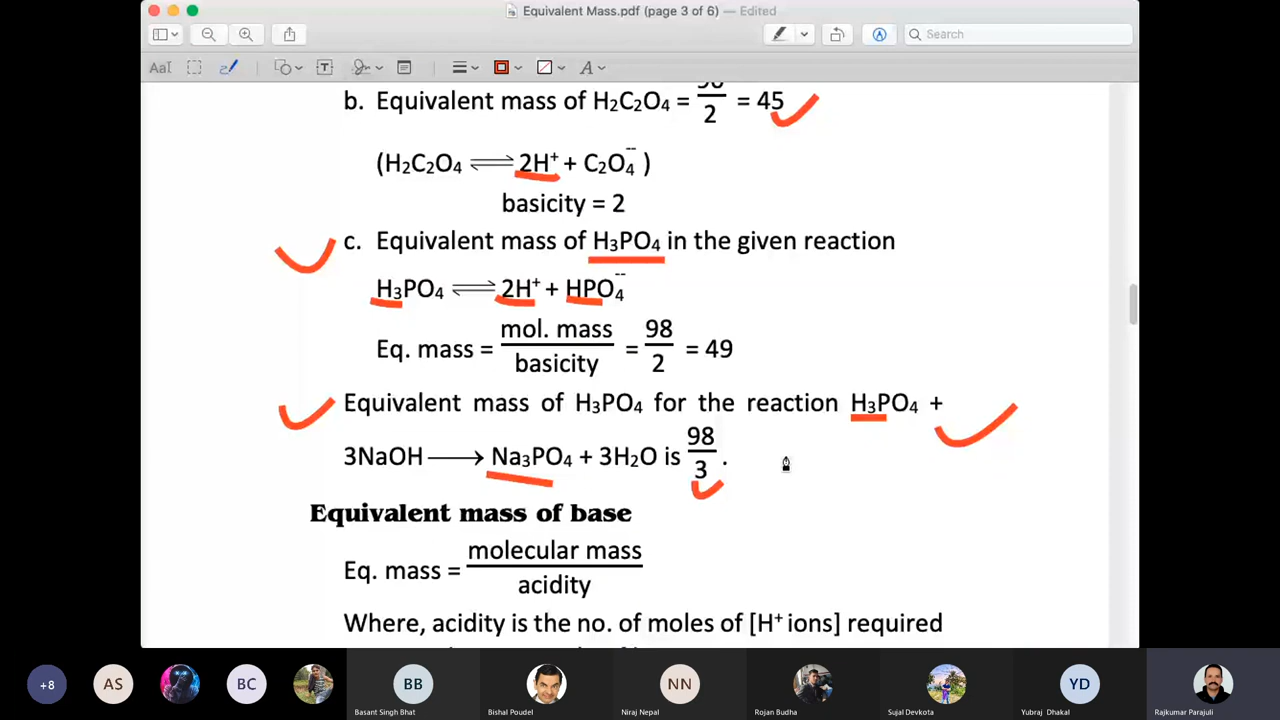 Equivalent Mass.pdf (page 3 of 6) — Edited
Search
b. Equivalent mass of H2C2O4 = 90/2 = 45
(H2C2O4 ⇌ 2H+ + C2O4-- )
basicity = 2
c. Equivalent mass of H3PO4 in the given reaction
H3PO4 ⇌ 2H+ + HPO4--
Eq. mass = mol. mass/basicity = 98/2 = 49
Equivalent mass of H3PO4 for the reaction H3PO4 +
3NaOH ⟶ Na3PO4 + 3H2O is 98/3 .
Equivalent mass of base
Eq. mass = molecular mass/acidity
Where, acidity is the no. of moles of [H+ ions] required
+8 AS BC BB NN YD
Basant Singh Bhat Bishal Poudel Niraj Nepal Rojan Budha Sujal Devkota Yubraj Dhakal Rajkumar Parajuli